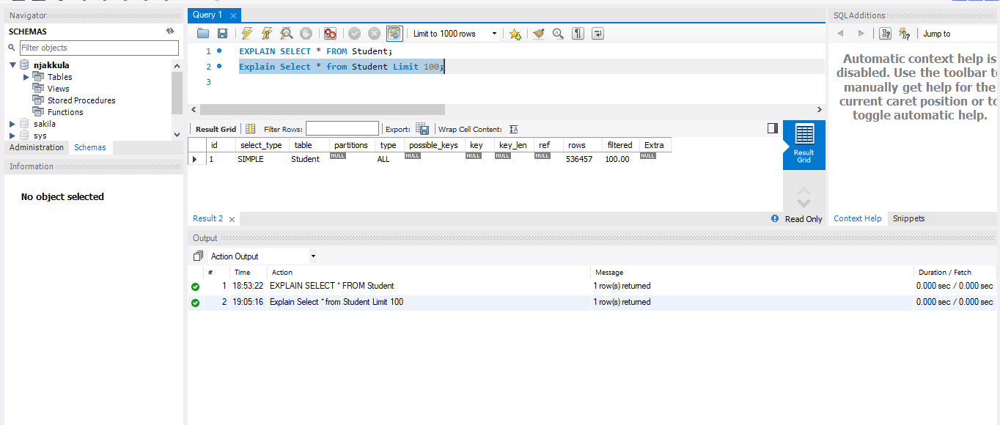 Navigator
SCHEMAS
Filter objects
njakkula
Tables
Views
Stored Procedures
Functions
sakila
sys
Administration Schemas
Information
No object selected
Query 1
Limit to 1000 rows
1 EXPLAIN SELECT * FROM Student;
2 Explain Select * from Student Limit 100;
3
Result Grid Filter Rows: Export: Wrap Cell Content:
id select_type table partitions type possible_keys key key_len ref rows filtered Extra
1 SIMPLE Student NULL ALL NULL NULL NULL NULL 536457 100.00 NULL
Result
Grid
Result 2 Read Only
Output
Action Output
# Time Action Message Duration / Fetch
1 18:53:22 EXPLAIN SELECT * FROM Student 1 row(s) returned 0.000 sec / 0.000 sec
2 19:05:16 Explain Select * from Student Limit 100 1 row(s) returned 0.000 sec / 0.000 sec
SQLAdditions
Jump to
Automatic context help is
disabled. Use the toolbar to
manually get help for the
current caret position or to
toggle automatic help.
Context Help Snippets